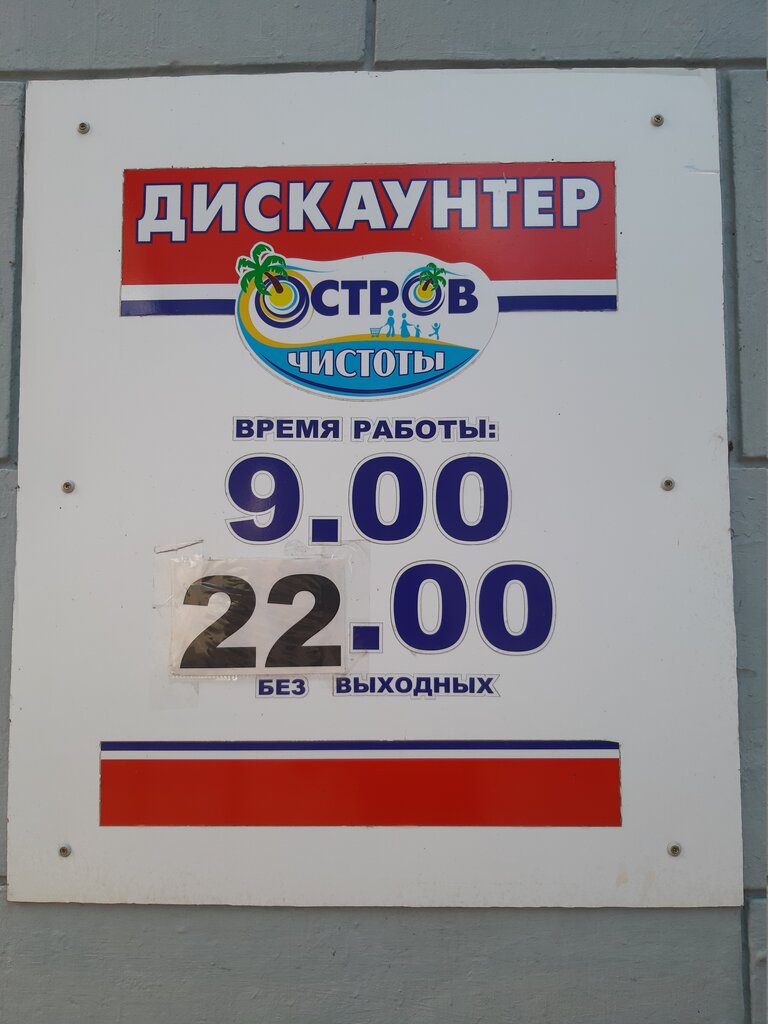 ДИСКАУНТЕР
ОСТРОВ
ЧИСТОТЫ
ВРЕМЯ РАБОТЫ:
9.00
22.00
БЕЗ ВЫХОДНЫХ